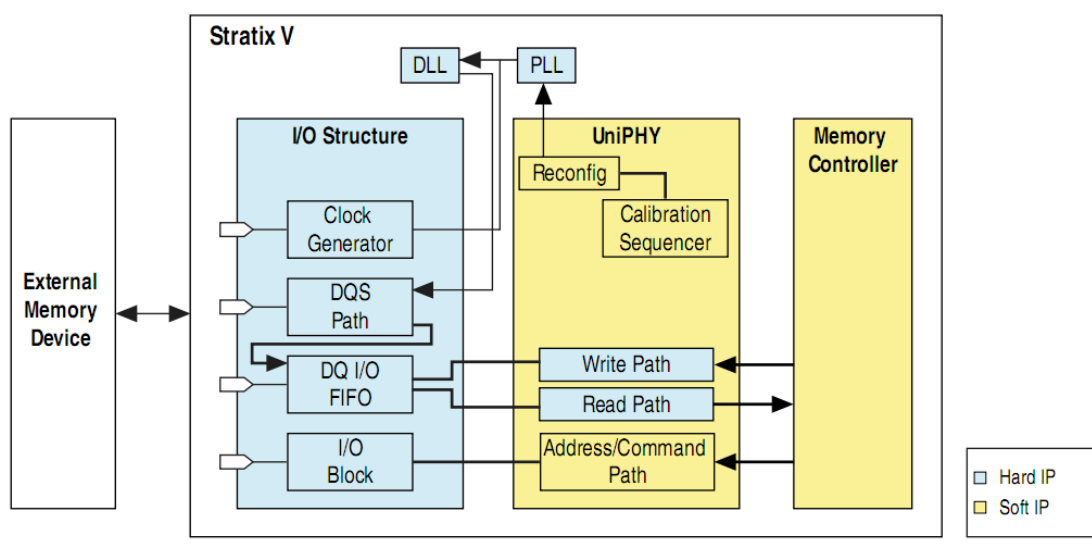 Stratix V
DLL
PLL
External
Memory
Device
I/O Structure
Clock
Generator
DQS
Path
DQ I/O
FIFO
I/O
Block
UniPHY
Reconfig
Calibration
Sequencer
Write Path
Read Path
Address/Command
Path
Memory
Controller
Hard IP
Soft IP